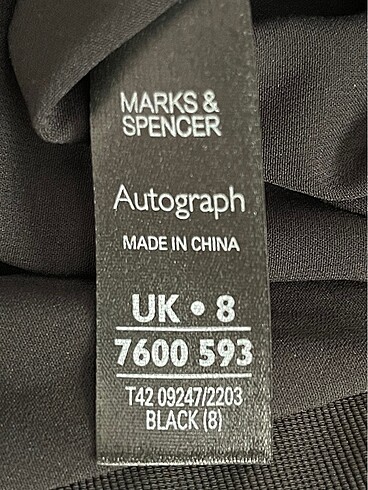 MARKS &
SPENCER
Autograph
MADE IN CHINA
UK • 8
7600 593
T42 09247/2203
BLACK (8)